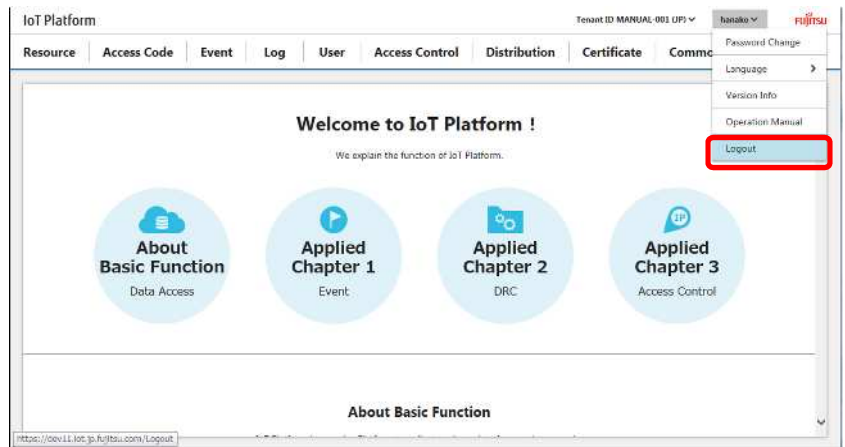 IoT Platform
Tenant ID MANUAL-001 (JP)
hanako
FUJITSU
Resource Access Code Event Log User Access Control Distribution Certificate Commo
Password Change
Language
Version Info
Operation Manual
Logout
Welcome to IoT Platform !
We explain the function of IoT Platform.
About
Basic Function
Data Access
Applied
Chapter 1
Event
Applied
Chapter 2
DRC
IP
Applied
Chapter 3
Access Control
About Basic Function
https://dev11.iot.jp.fujitsu.com/Logout